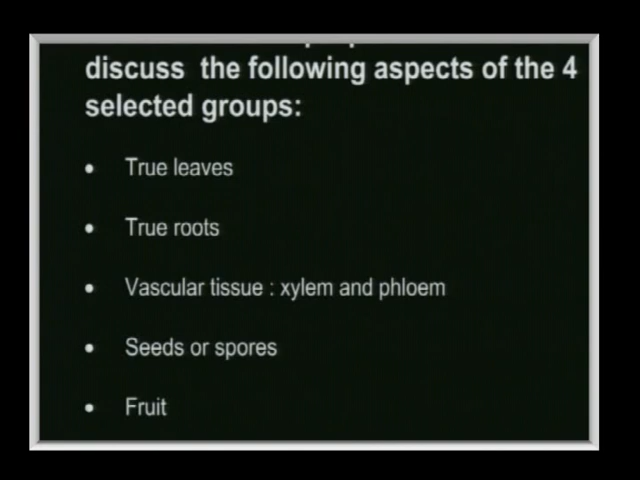 discuss the following aspects of the 4
selected groups:
• True leaves
• True roots
• Vascular tissue : xylem and phloem
• Seeds or spores
• Fruit